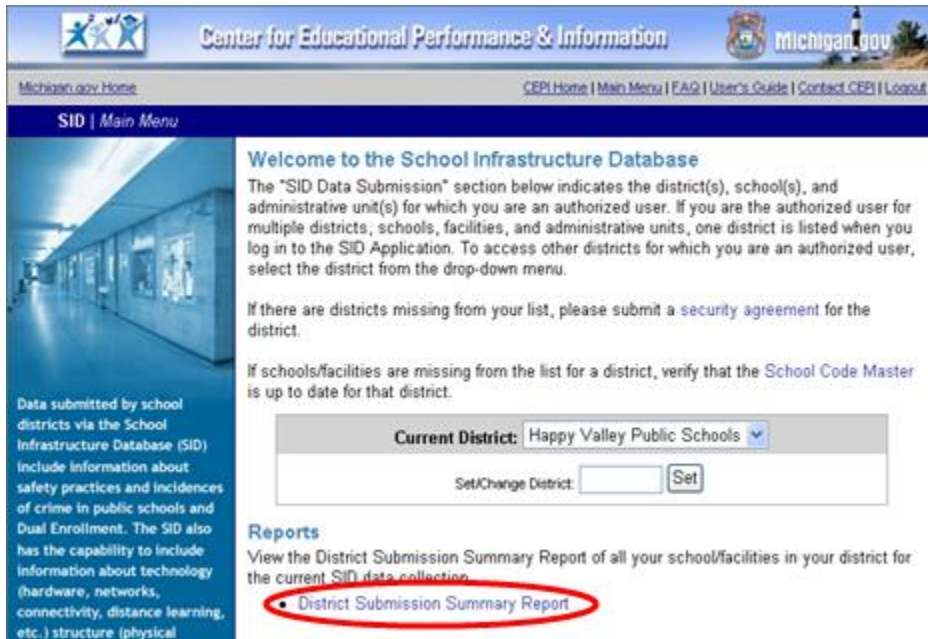 Center for Educational Performance & Information
Michigan.gov
Michigan.gov Home
CEPI Home | Main Menu | FAQ | User's Guide | Contact CEPI | Logout
SID | Main Menu
Data submitted by school
districts via the School
Infrastructure Database (SID)
include information about
safety practices and incidences
of crime in public schools and
Dual Enrollment. The SID also
has the capability to include
information about technology
(hardware, networks,
connectivity, distance learning,
etc.) structure (physical
Welcome to the School Infrastructure Database
The "SID Data Submission" section below indicates the district(s), school(s), and
administrative unit(s) for which you are an authorized user. If you are the authorized user for
multiple districts, schools, facilities, and administrative units, one district is listed when you
log in to the SID Application. To access other districts for which you are an authorized user,
select the district from the drop-down menu.
If there are districts missing from your list, please submit a security agreement for the
district.
If schools/facilities are missing from the list for a district, verify that the School Code Master
is up to date for that district.
Current District: Happy Valley Public Schools
Set/Change District: Set
Reports
View the District Submission Summary Report of all your school/facilities in your district for
the current SID data collection
• District Submission Summary Report